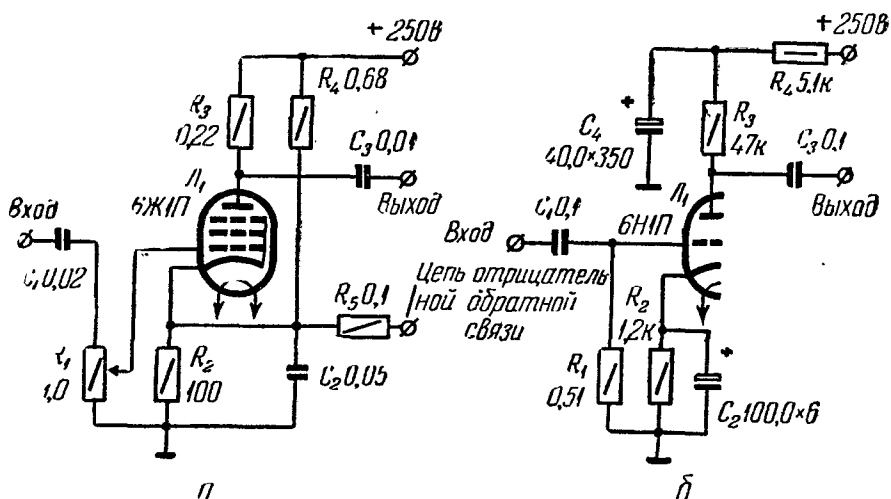 + 250В
R₄ 0,68
R₃
0,22
C₃ 0,01
Л₁
6Ж1П
Выход
Вход
C₁ 0,02
R₅ 0,1
Цепь отрицатель
ной обратной
связи
1,0
R₂
100
C₂ 0,05
+ 250В
R₄ 5,1к
+
C₄
40,0×350
R₃
47к
C₃ 0,1
Л₁
6Н1П
Выход
C₁ 0,1
Вход
R₂
1,2к
+
R₁
0,51
C₂ 100,0×6
б